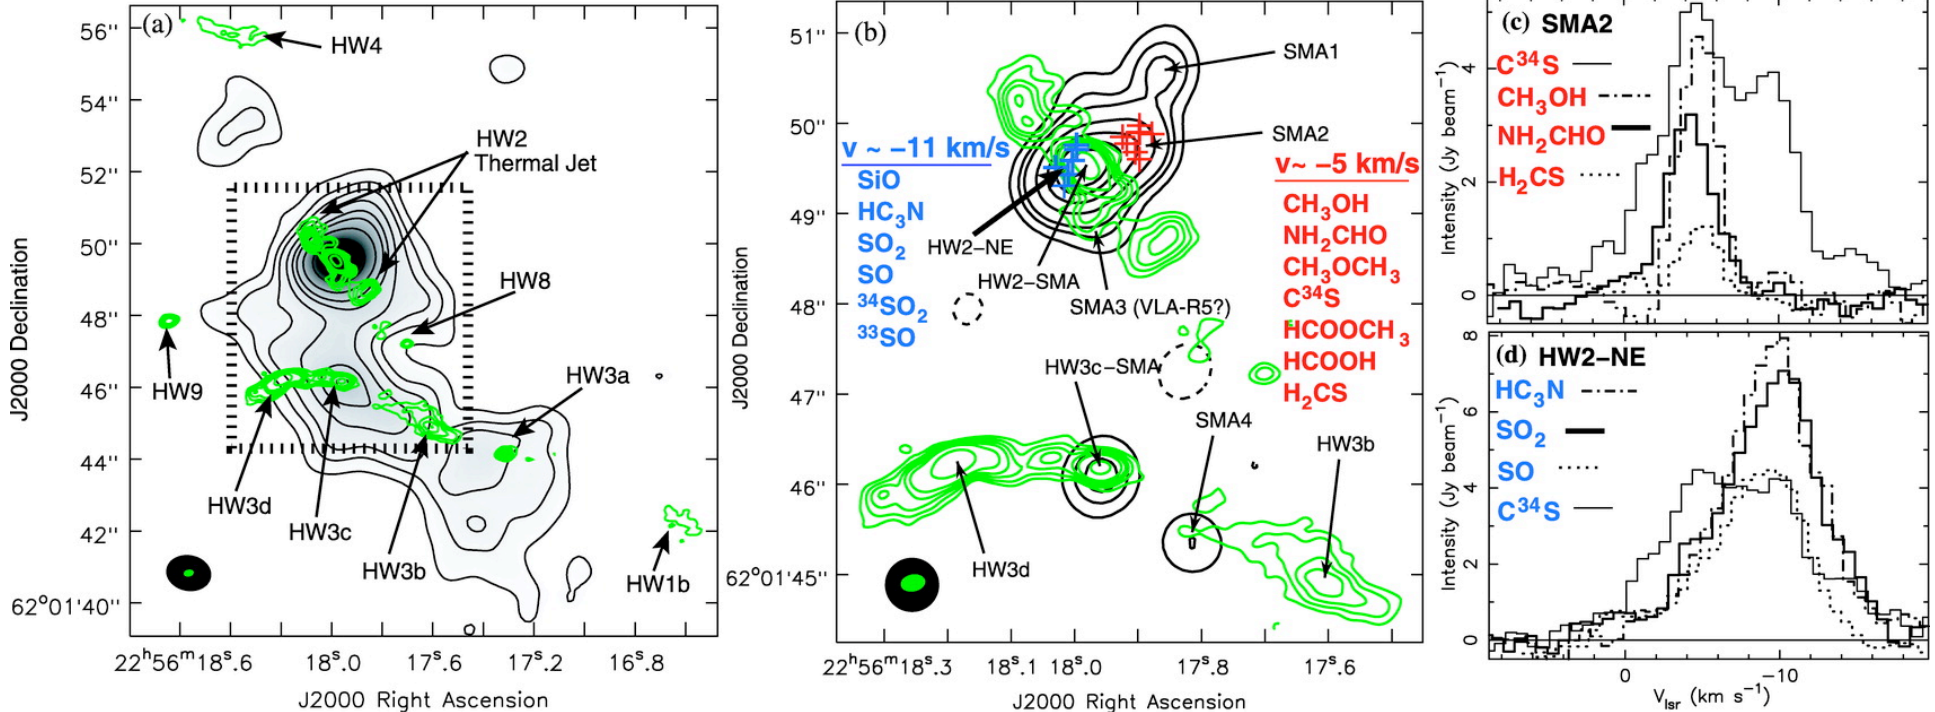 (a)
56''
54''
52''
50''
48''
46''
44''
42''
62°01'40''
J2000 Declination
HW4
HW2
Thermal Jet
HW8
HW9
HW3a
HW3d
HW3c
HW3b
HW1b
22ʰ56ᵐ18ˢ.6
18ˢ.0
17ˢ.6
17ˢ.2
16ˢ.8
J2000 Right Ascension
(b)
51''
50''
49''
48''
47''
46''
62°01'45''
J2000 Declination
SMA1
SMA2
v ~ −11 km/s
SiO
HC₃N
SO₂
SO
³⁴SO₂
³³SO
v~ −5 km/s
CH₃OH
NH₂CHO
CH₃OCH₃
C³⁴S
HCOOCH₃
HCOOH
H₂CS
HW2−NE
HW2−SMA
SMA3 (VLA-R5?)
HW3c−SMA
SMA4
HW3b
HW3d
22ʰ56ᵐ18ˢ.3
18ˢ.1
18ˢ.0
17ˢ.8
17ˢ.6
J2000 Right Ascension
(c) SMA2
C³⁴S
CH₃OH
NH₂CHO
H₂CS
4
2
0
Intensity (Jy beam⁻¹)
(d) HW2−NE
HC₃N
SO₂
SO
C³⁴S
8
6
4
2
0
Intensity (Jy beam⁻¹)
0
−10
V_lsr (km s⁻¹)